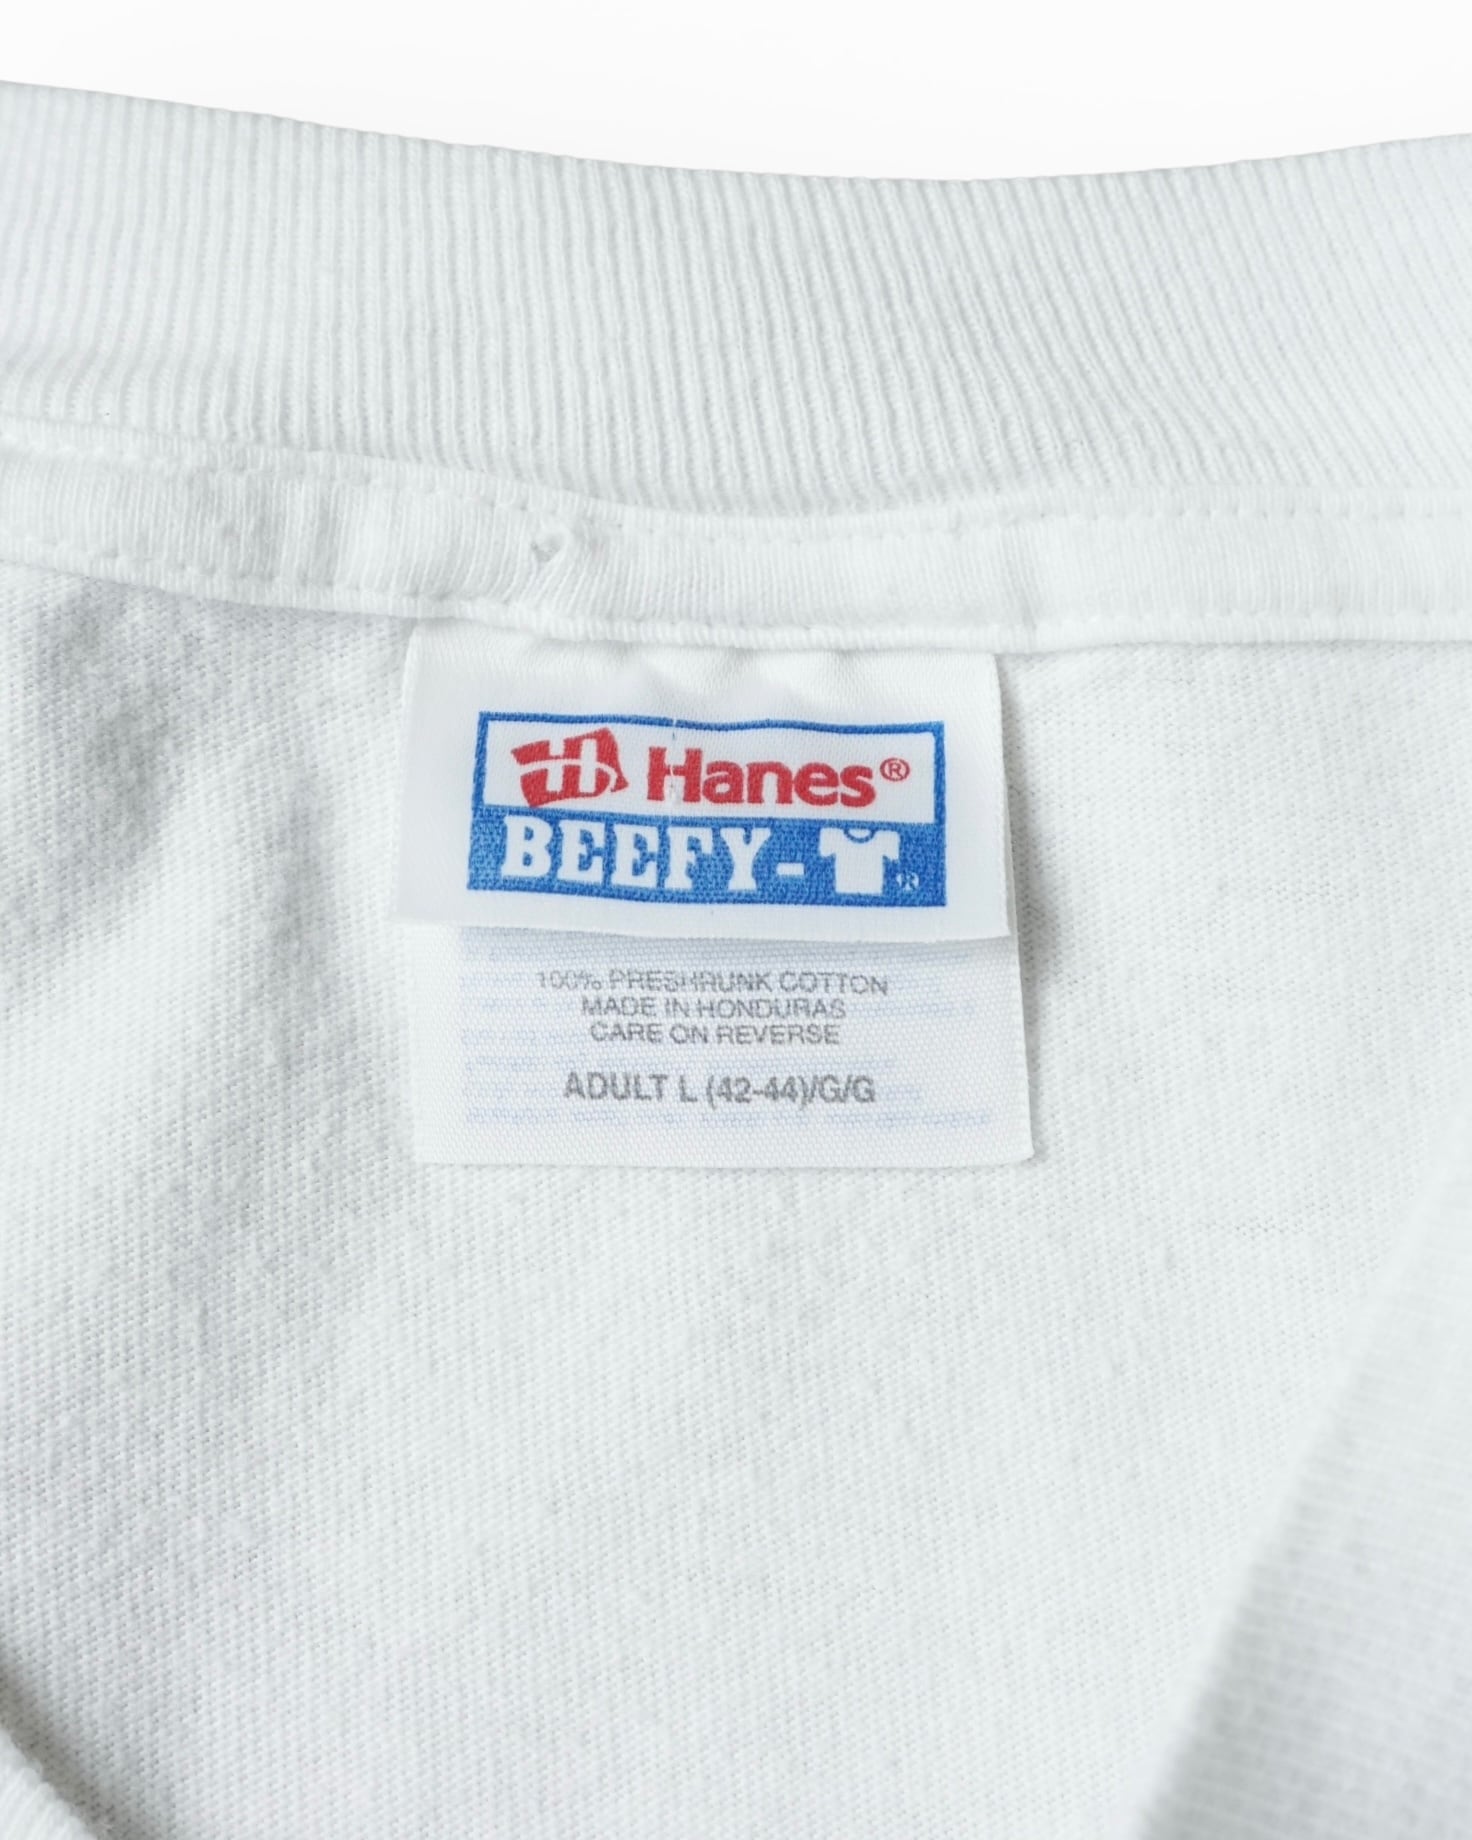 Hanes®
BEEFY-T®
100% PRESHRUNK COTTON
MADE IN HONDURAS
CARE ON REVERSE
ADULT L (42-44)/G/G